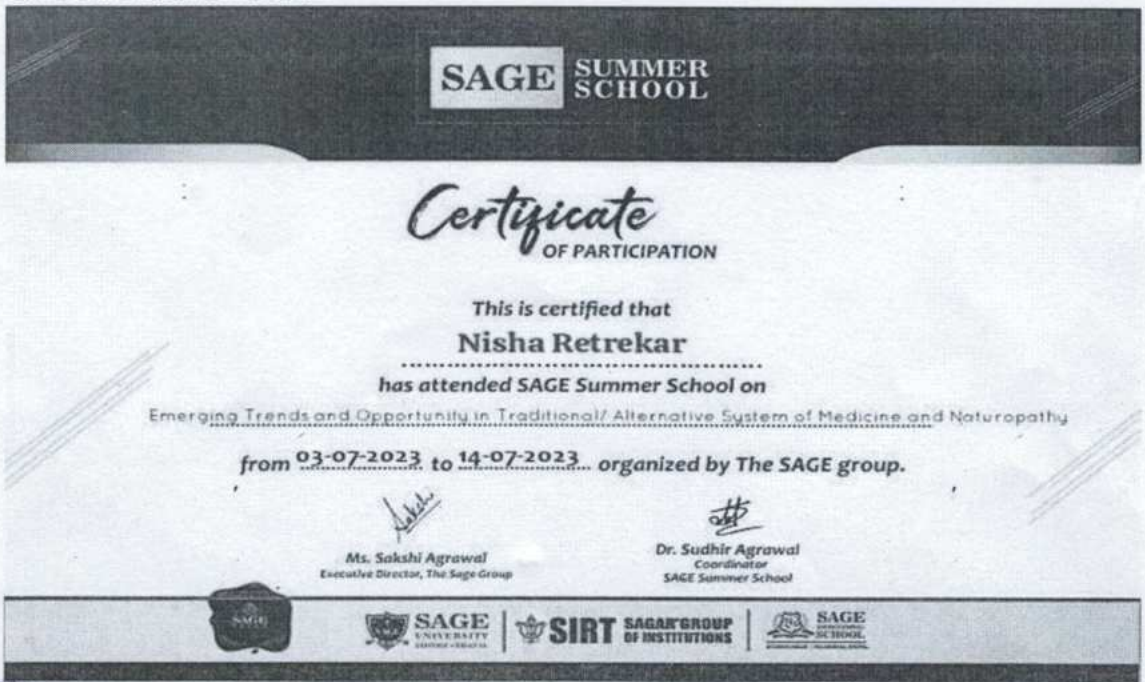 SAGE SUMMER
SCHOOL
Certificate
OF PARTICIPATION
This is certified that
Nisha Retrekar
has attended SAGE Summer School on
Emerging Trends and Opportunity in Traditional/ Alternative System of Medicine and Naturopathy
from 03-07-2023 to 14-07-2023 organized by The SAGE group.
Sakshi
Ms. Sakshi Agrawal
Executive Director, The Sage Group
Dr. Sudhir Agrawal
Coordinator
SAGE Summer School
SAGE
SAGE
UNIVERSITY
SIRT
SAGAR GROUP
OF INSTITUTIONS
SAGE
INTERNATIONAL
SCHOOL